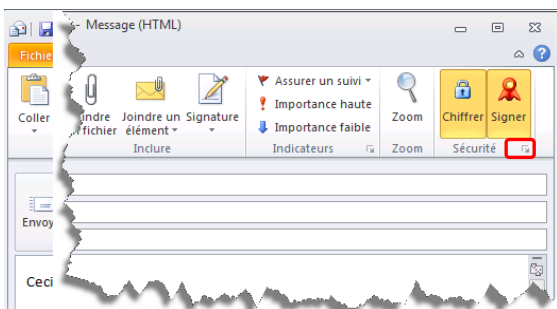 - Message (HTML)
Fichie
Coller
indre fichier
Joindre un élément
Signature
Inclure
Assurer un suivi
Importance haute
Importance faible
Indicateurs
Zoom
Zoom
Chiffrer
Signer
Sécurité
Envoy
Ceci